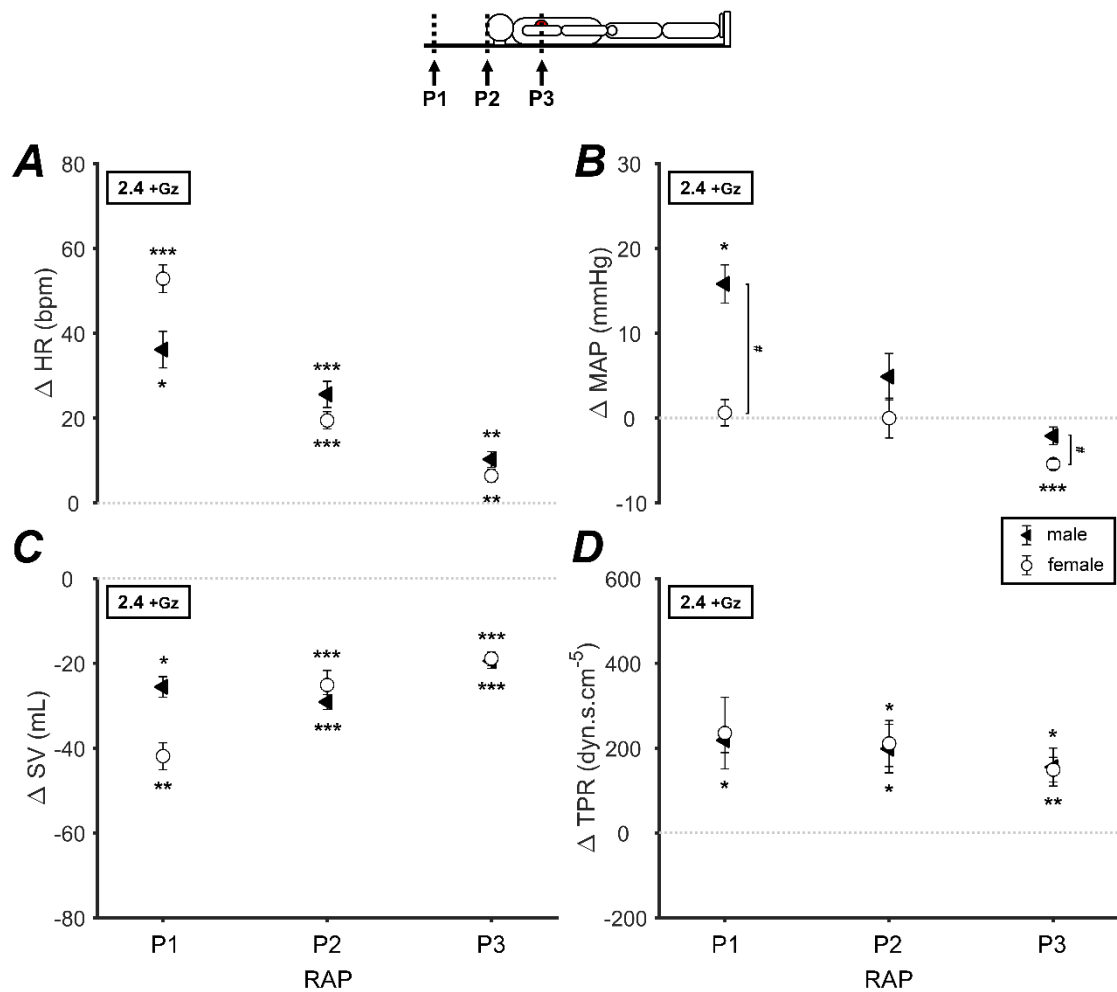 P1 P2 P3
A
2.4 +Gz
80
60
40
20
0
Δ HR (bpm)
***
*
***
***
**
**
B
2.4 +Gz
30
20
10
0
-10
Δ MAP (mmHg)
*
#
#
***
C
2.4 +Gz
0
-20
-40
-60
-80
Δ SV (mL)
*
**
***
***
***
***
P1 P2 P3
RAP
D
male
female
2.4 +Gz
600
400
200
0
-200
Δ TPR (dyn.s.cm-5)
*
*
*
*
**
P1 P2 P3
RAP